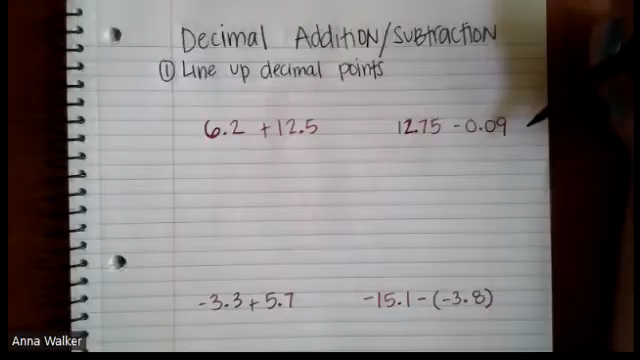 Decimal Addition/Subtraction
① Line up decimal points
6.2 + 12.5 12.75 - 0.09
-3.3 + 5.7 -15.1 - (-3.8)
Anna Walker